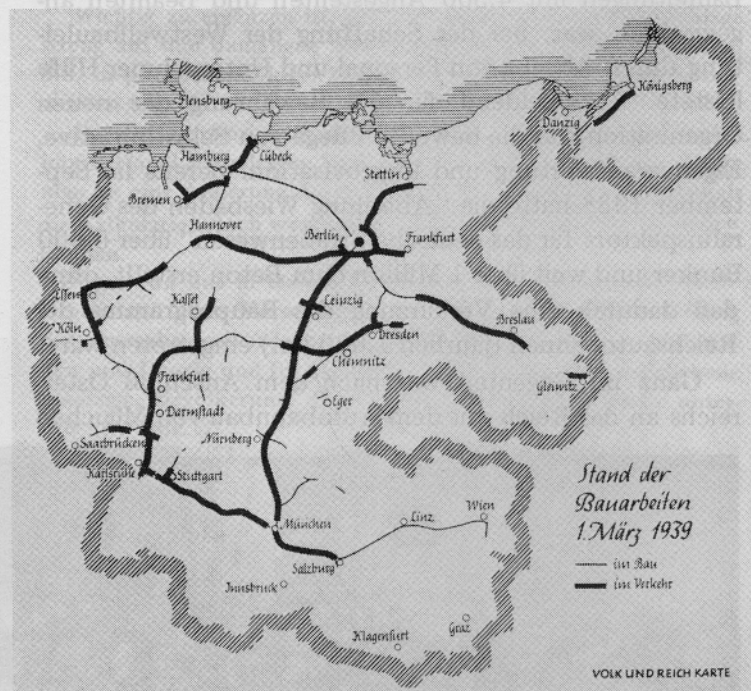 Flensburg
Königsberg
Danzig
Hamburg
Lübeck
Stettin
Bremen
Hannover
Berlin
Frankfurt
Essen
Kassel
Leipzig
Köln
Dresden
Breslau
Chemnitz
Gleiwitz
Frankfurt
Eger
Darmstadt
Nürnberg
Saarbrücken
Karlsruhe
Stuttgart
Stand der
Bauarbeiten
1. März 1939
im Bau
im Verkehr
München
Linz
Wien
Salzburg
Innsbruck
Graz
Klagenfurt
VOLK UND REICH KARTE